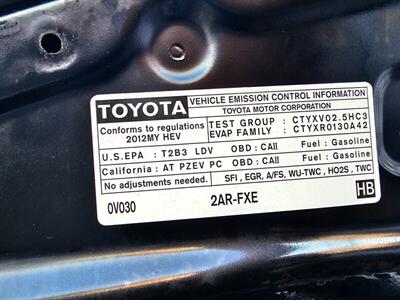 TOYOTA VEHICLE EMISSION CONTROL INFORMATION
TOYOTA MOTOR CORPORATION
Conforms to regulations TEST GROUP : CTYXV02.5HC3
2012MY HEV EVAP FAMILY : CTYXR0130A42
U.S.EPA : T2B3 LDV OBD : CAII Fuel : Gasoline
California : AT PZEV PC OBD : CAII Fuel : Gasoline
No adjustments needed. SFI , EGR, A/FS, WU-TWC , HO2S , TWC
0V030 2AR-FXE HB